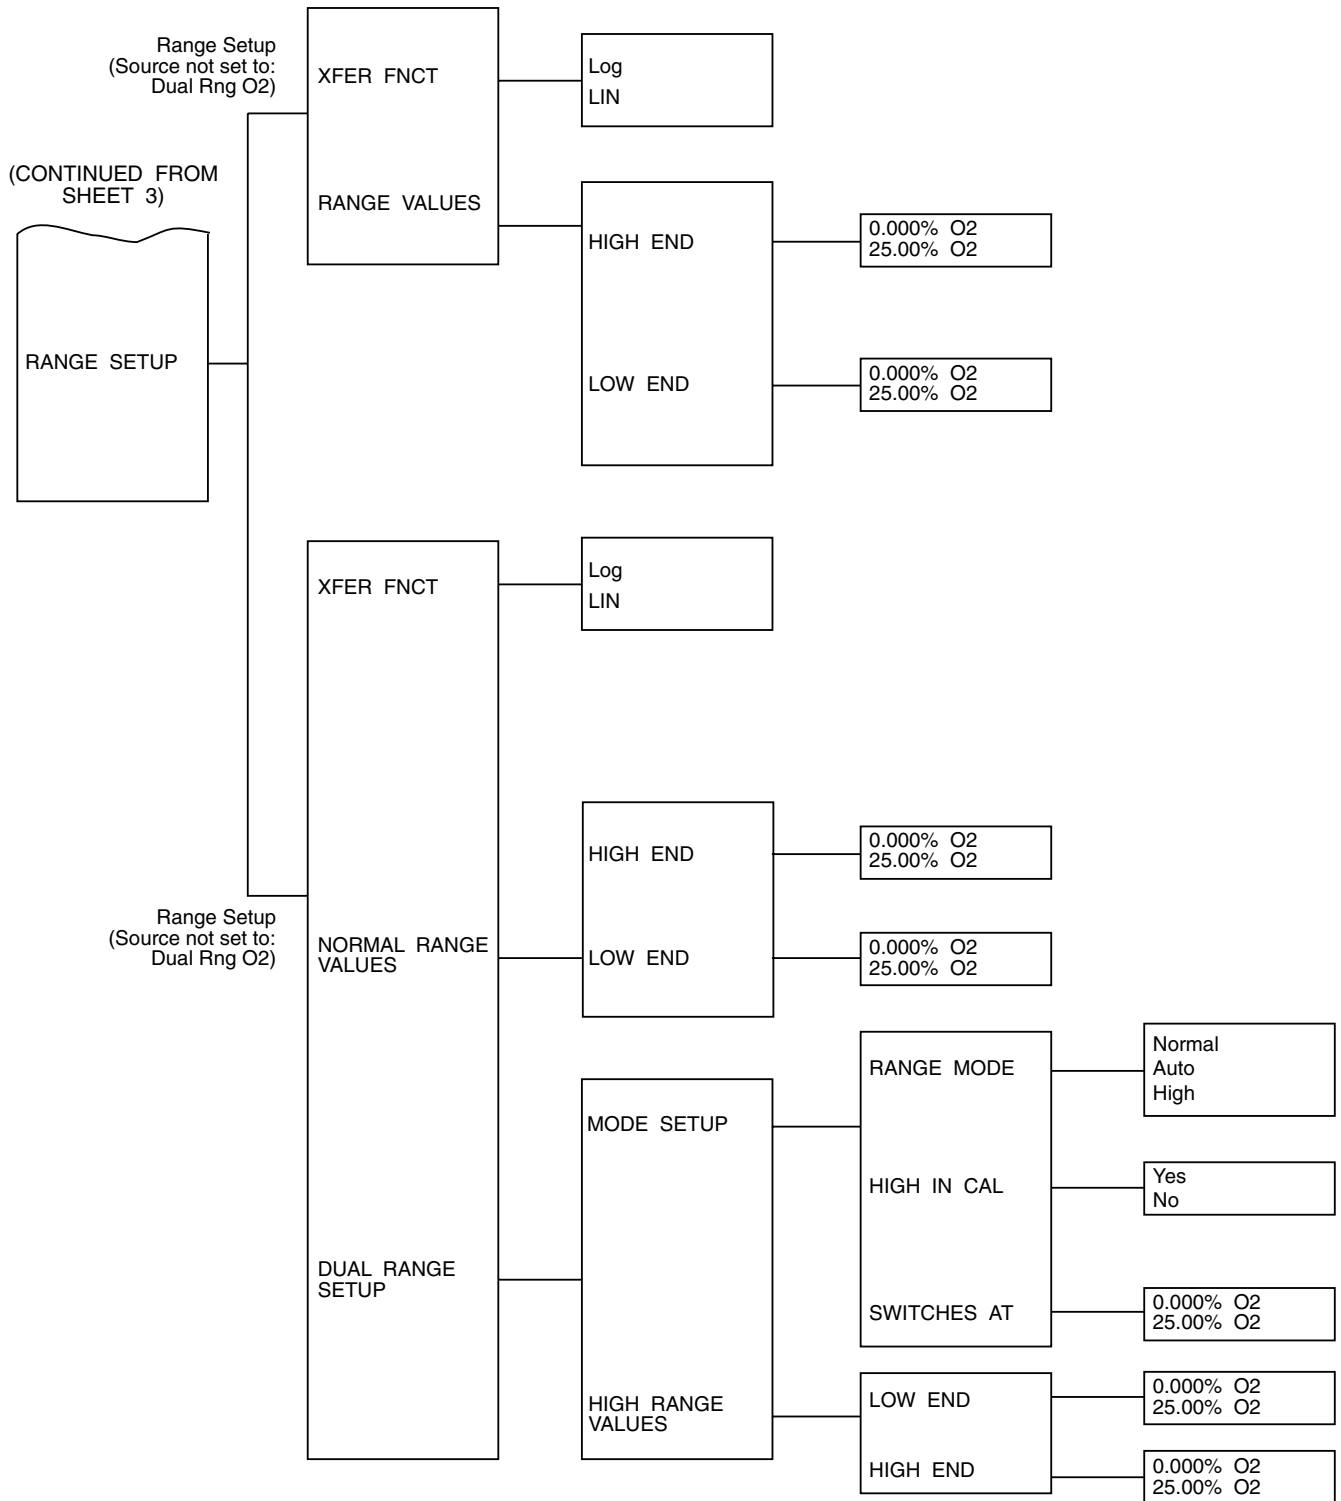 Range Setup
(Source not set to:
Dual Rng O2)
XFER FNCT
Log
LIN
(CONTINUED FROM
SHEET 3)
RANGE VALUES
HIGH END
0.000% O2
25.00% O2
RANGE SETUP
LOW END
0.000% O2
25.00% O2
XFER FNCT
Log
LIN
Range Setup
(Source not set to:
Dual Rng O2)
NORMAL RANGE
VALUES
HIGH END
0.000% O2
25.00% O2
LOW END
0.000% O2
25.00% O2
DUAL RANGE
SETUP
MODE SETUP
RANGE MODE
Normal
Auto
High
HIGH IN CAL
Yes
No
SWITCHES AT
0.000% O2
25.00% O2
HIGH RANGE
VALUES
LOW END
0.000% O2
25.00% O2
HIGH END
0.000% O2
25.00% O2